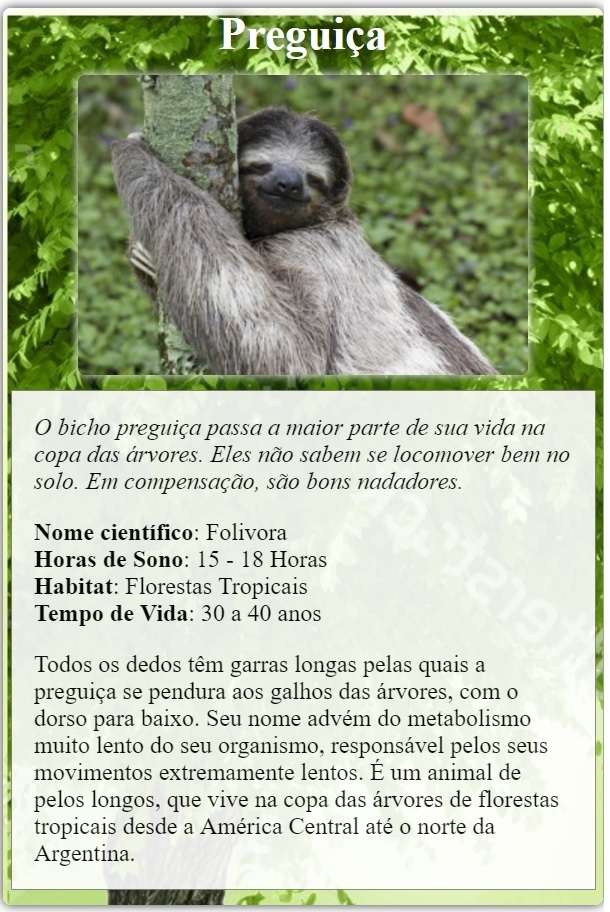 Preguiça
O bicho preguiça passa a maior parte de sua vida na
copa das árvores. Eles não sabem se locomover bem no
solo. Em compensação, são bons nadadores.
Nome científico: Folivora
Horas de Sono: 15 - 18 Horas
Habitat: Florestas Tropicais
Tempo de Vida: 30 a 40 anos
Todos os dedos têm garras longas pelas quais a
preguiça se pendura aos galhos das árvores, com o
dorso para baixo. Seu nome advém do metabolismo
muito lento do seu organismo, responsável pelos seus
movimentos extremamente lentos. É um animal de
pelos longos, que vive na copa das árvores de florestas
tropicais desde a América Central até o norte da
Argentina.